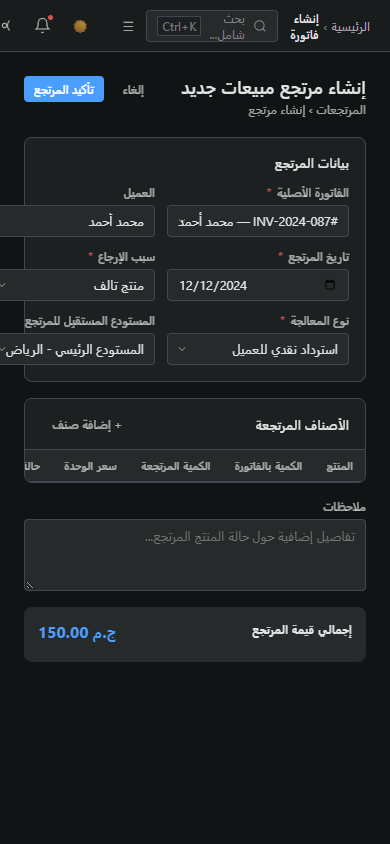 الرئيسية › إنشاء فاتورة
بحث شامل...
Ctrl+K
إنشاء مرتجع مبيعات جديد
المرتجعات › إنشاء مرتجع
إلغاء
تأكيد المرتجع
بيانات المرتجع
الفاتورة الأصلية *
العميل
#INV-2024-087 — محمد أحمد
محمد أحمد
تاريخ المرتجع *
سبب الإرجاع *
12/12/2024
منتج تالف
نوع المعالجة *
المستودع المستقبل للمرتجع
استرداد نقدي للعميل
المستودع الرئيسي - الرياض
الأصناف المرتجعة
+ إضافة صنف
المنتج الكمية بالفاتورة الكمية المرتجعة سعر الوحدة
ملاحظات
تفاصيل إضافية حول حالة المنتج المرتجع...
إجمالي قيمة المرتجع
150.00 ج.م